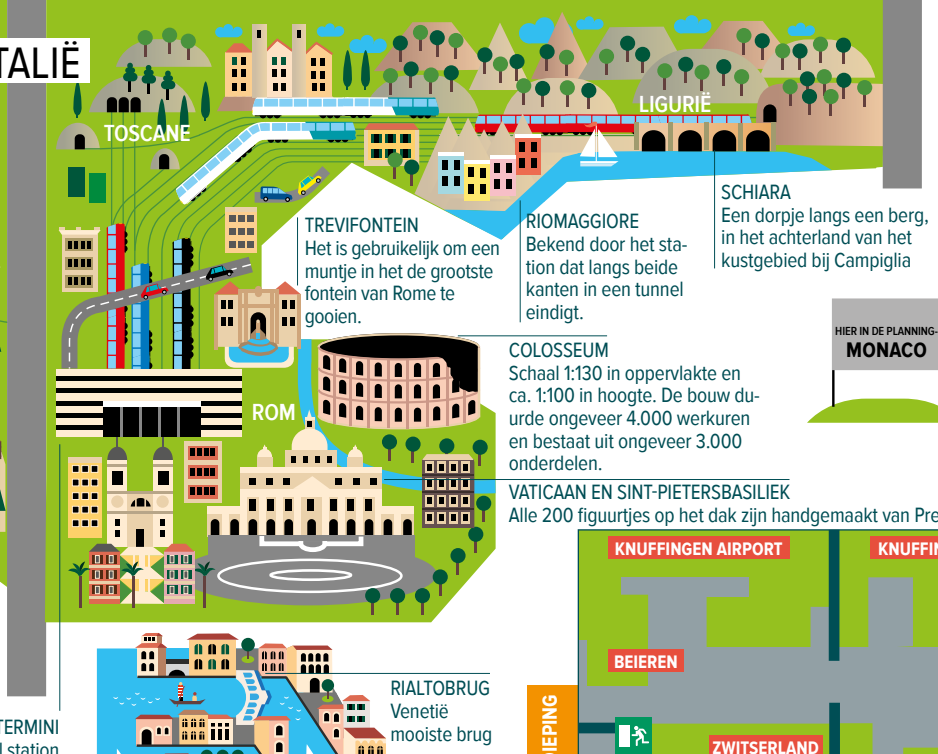 TALIË
TOSCANE
LIGURIË
TREVIFONTEIN
Het is gebruikelijk om een
muntje in het de grootste
fontein van Rome te
gooien.
RIOMAGGIORE
Bekend door het sta-
tion dat langs beide
kanten in een tunnel
eindigt.
SCHIARA
Een dorpje langs een berg,
in het achterland van het
kustgebied bij Campiglia
HIER IN DE PLANNING-
MONACO
COLOSSEUM
Schaal 1:130 in oppervlakte en
ca. 1:100 in hoogte. De bouw du-
urde ongeveer 4.000 werkuren
en bestaat uit ongeveer 3.000
onderdelen.
ROM
VATICAAN EN SINT-PIETERSBASILIEK
Alle 200 figuurtjes op het dak zijn handgemaakt van Pre
KNUFFINGEN AIRPORT
KNUFFIN
BEIEREN
IEPING
ZWITSERLAND
RIALTOBRUG
Venetië
mooiste brug
TERMINI
l station